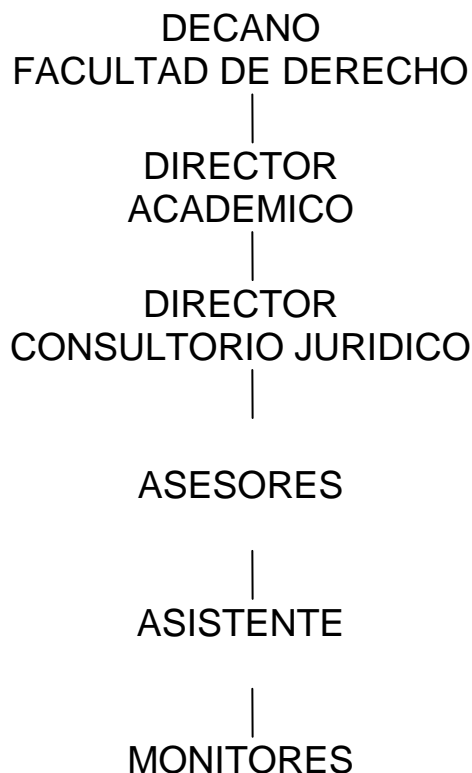 DECANO
FACULTAD DE DERECHO
DIRECTOR
ACADEMICO
DIRECTOR
CONSULTORIO JURIDICO
ASESORES
ASISTENTE
MONITORES